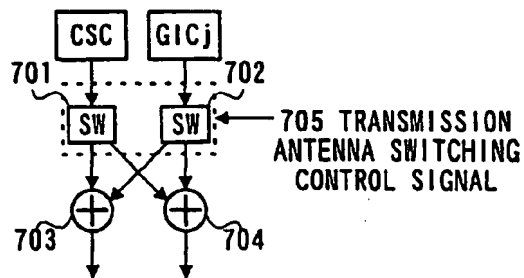 CSC GICj
701 702
SW SW
705 TRANSMISSION
ANTENNA SWITCHING
CONTROL SIGNAL
703 704